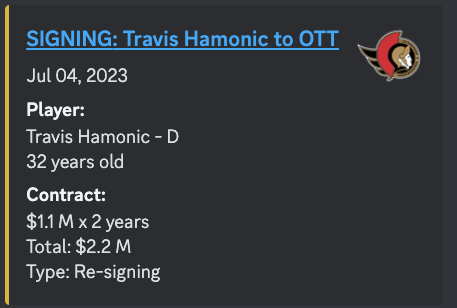 SIGNING: Travis Hamonic to OTT
Jul 04, 2023
Player:
Travis Hamonic - D
32 years old
Contract:
$1.1 M x 2 years
Total: $2.2 M
Type: Re-signing